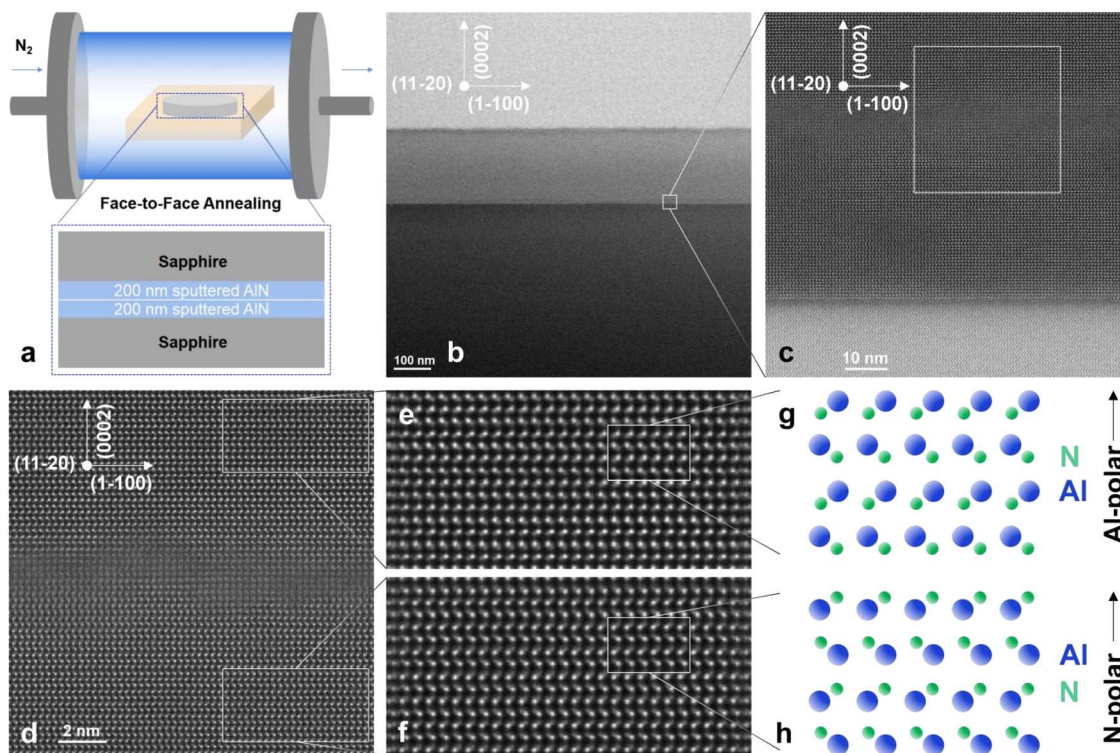 N2
Face-to-Face Annealing
Sapphire
200 nm sputtered AlN
200 nm sputtered AlN
Sapphire
a
(0002)
(11-20)
(1-100)
100 nm
b
(0002)
(11-20)
(1-100)
c
10 nm
(0002)
(11-20)
(1-100)
d
2 nm
e
f
g
N
Al
Al-polar
Al
N
h
N-polar